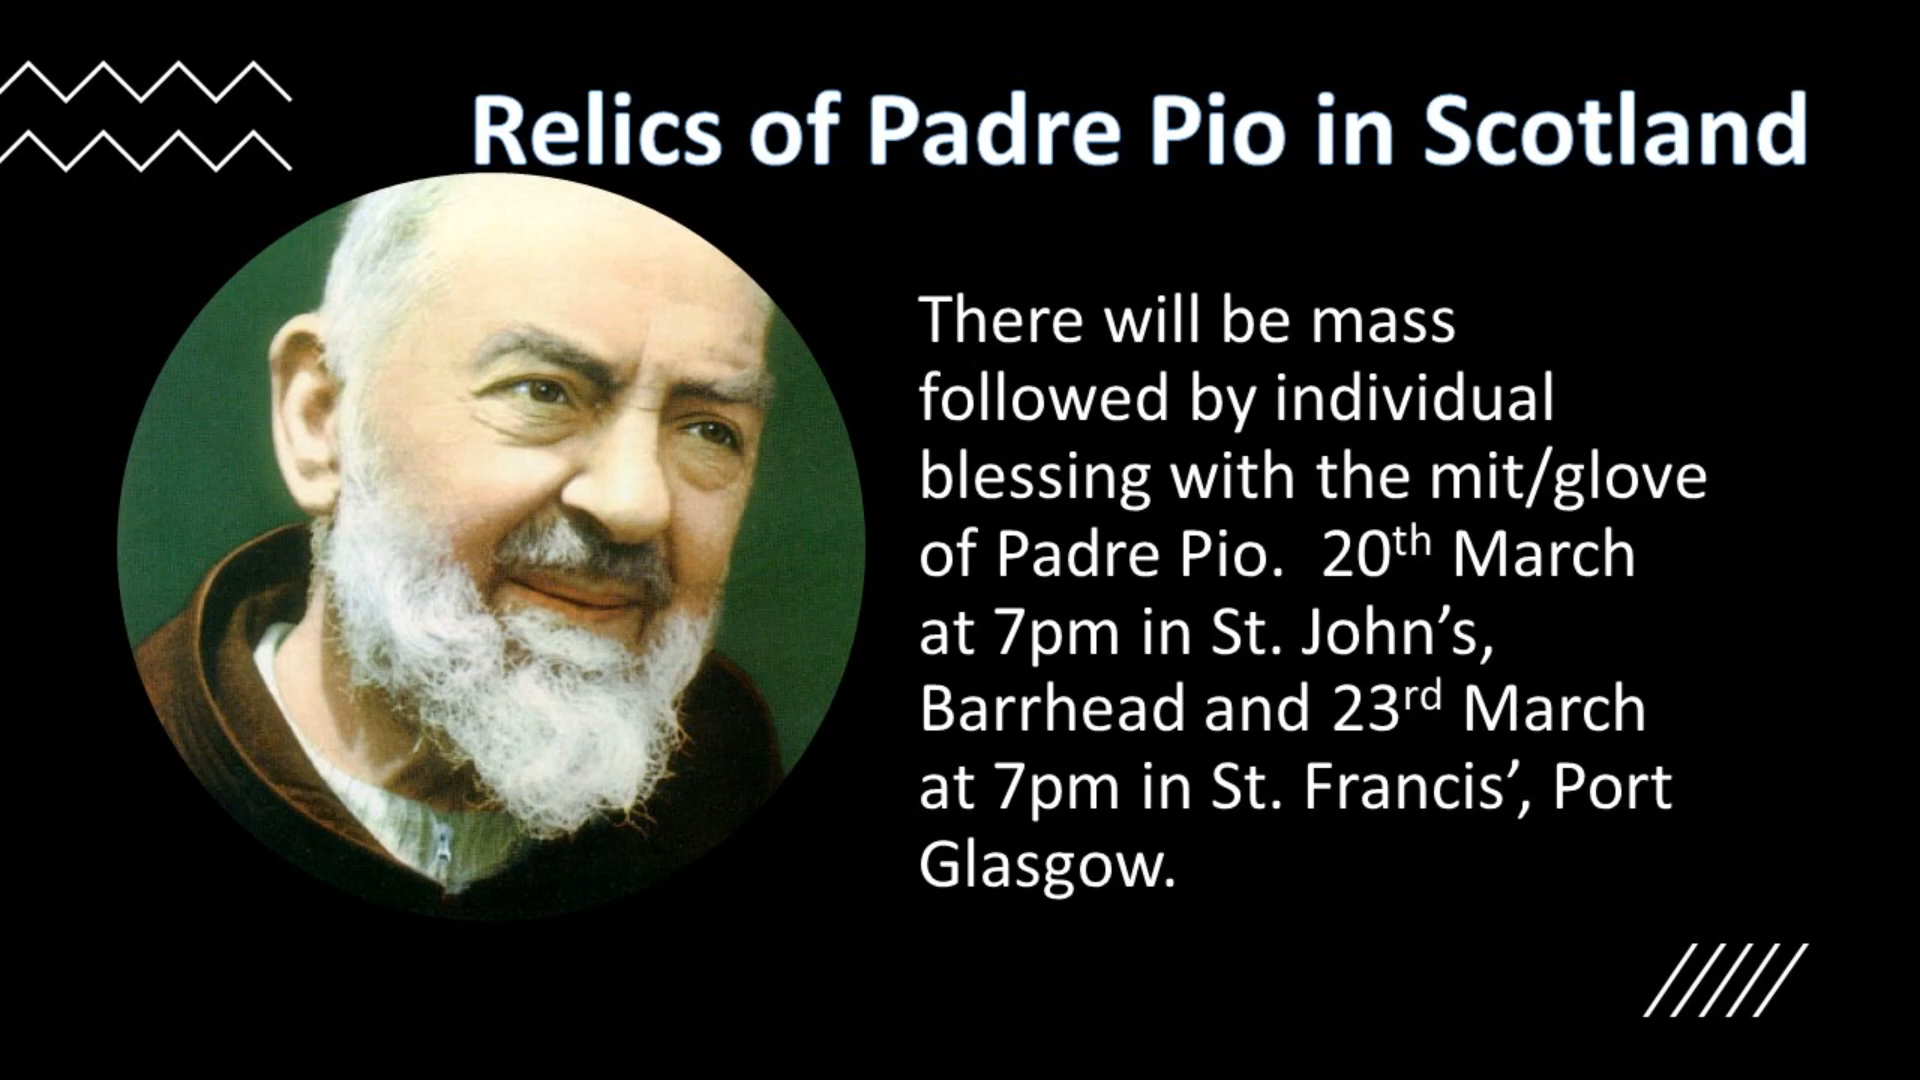 Relics of Padre Pio in Scotland
There will be mass
followed by individual
blessing with the mit/glove
of Padre Pio.  20th March
at 7pm in St. John’s,
Barrhead and 23rd March
at 7pm in St. Francis’, Port
Glasgow.